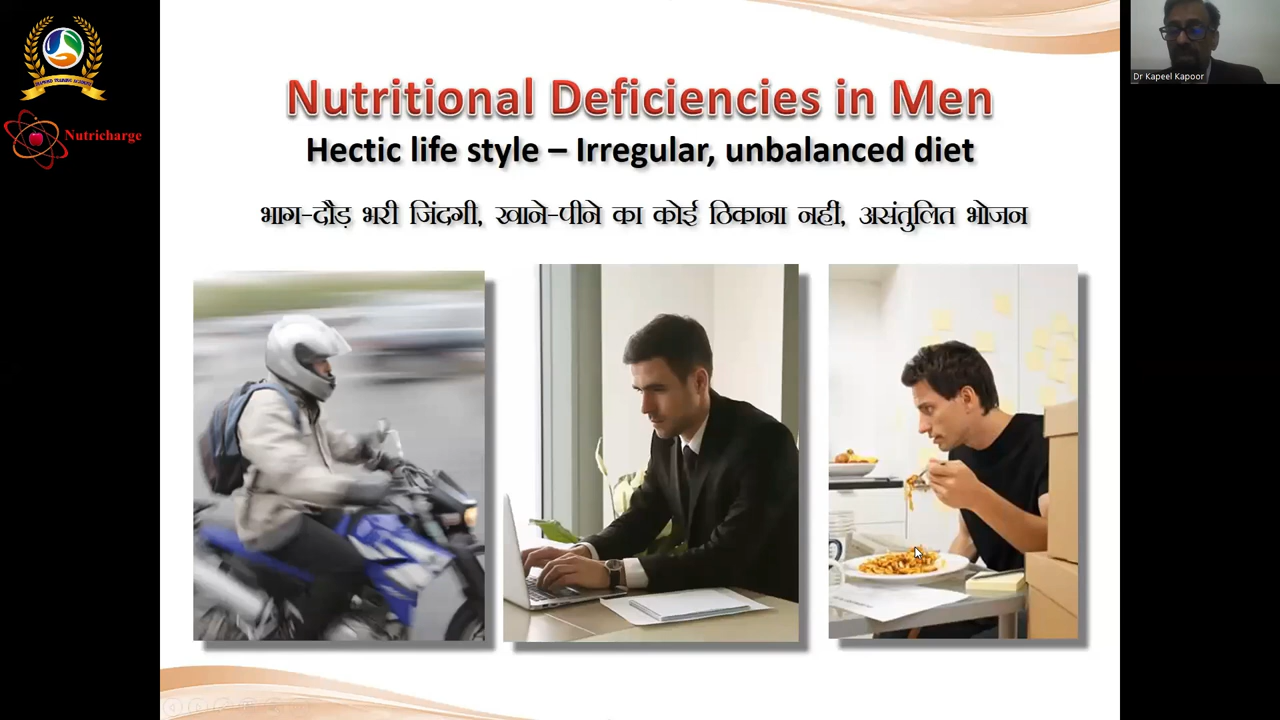 Nutritional Deficiencies in Men
Hectic life style – Irregular, unbalanced diet
भाग-दौड़ भरी जिंदगी, खाने-पीने का कोई ठिकाना नहीं, असंतुलित भोजन
Nutricharge
Dr Kapeel Kapoor